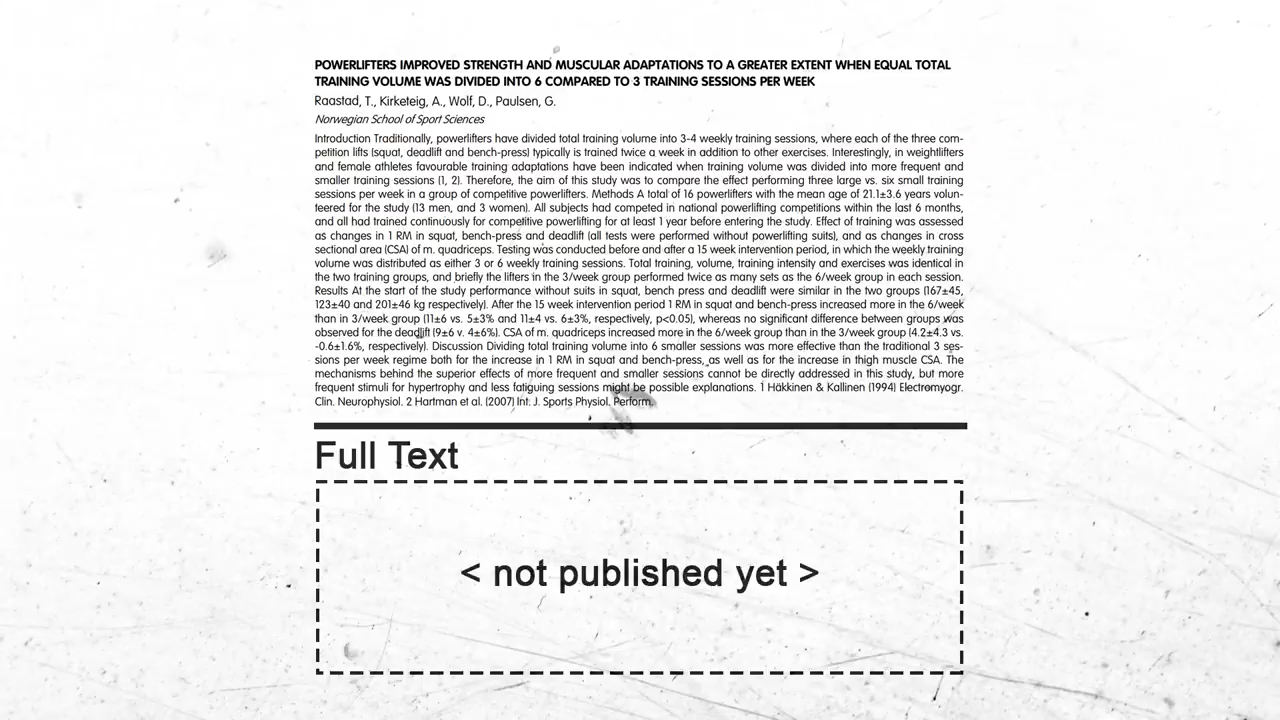 POWERLIFTERS IMPROVED STRENGTH AND MUSCULAR ADAPTATIONS TO A GREATER EXTENT WHEN EQUAL TOTAL
TRAINING VOLUME WAS DIVIDED INTO 6 COMPARED TO 3 TRAINING SESSIONS PER WEEK
Raastad, T., Kirketeig, A., Wolf, D., Paulsen, G.
Norwegian School of Sport Sciences
Introduction Traditionally, powerlifters have divided total training volume into 3-4 weekly training sessions, where each of the three com-
petition lifts (squat, deadlift and bench-press) typically is trained twice a week in addition to other exercises. Interestingly, in weightlifters
and female athletes favourable training adaptations have been indicated when training volume was divided into more frequent and
smaller training sessions (1, 2). Therefore, the aim of this study was to compare the effect performing three large vs. six small training
sessions per week in a group of competitive powerlifters. Methods A total of 16 powerlifters with the mean age of 21.1±3.6 years volun-
teered for the study (13 men, and 3 women). All subjects had competed in national powerlifting competitions within the last 6 months,
and all had trained continuously for competitive powerlifting for at least 1 year before entering the study. Effect of training was assessed
as changes in 1 RM in squat, bench-press and deadlift (all tests were performed without powerlifting suits), and as changes in cross
sectional area (CSA) of m. quadriceps. Testing was conducted before and after a 15 week intervention period, in which the weekly training
volume was distributed as either 3 or 6 weekly training sessions. Total training, volume, training intensity and exercises was identical in
the two training groups, and briefly the lifters in the 3/week group performed twice as many sets as the 6/week group in each session.
Results At the start of the study performance without suits in squat, bench press and deadlift were similar in the two groups (167±45,
123±40 and 201±46 kg respectively). After the 15 week intervention period 1 RM in squat and bench-press increased more in the 6/week
than in 3/week group (11±6 vs. 5±3% and 11±4 vs. 6±3%, respectively, p<0.05), whereas no significant difference between groups was
observed for the deadlift (9±6 v. 4±6%). CSA of m. quadriceps increased more in the 6/week group than in the 3/week group (4.2±4.3 vs.
-0.6±1.6%, respectively). Discussion Dividing total training volume into 6 smaller sessions was more effective than the traditional 3 ses-
sions per week regime both for the increase in 1 RM in squat and bench-press, as well as for the increase in thigh muscle CSA. The
mechanisms behind the superior effects of more frequent and smaller sessions cannot be directly addressed in this study, but more
frequent stimuli for hypertrophy and less fatiguing sessions might be possible explanations. 1 Häkkinen & Kallinen (1994) Electromyogr.
Clin. Neurophysiol. 2 Hartman et al. (2007) Int. J. Sports Physiol. Perform.
Full Text
< not published yet >